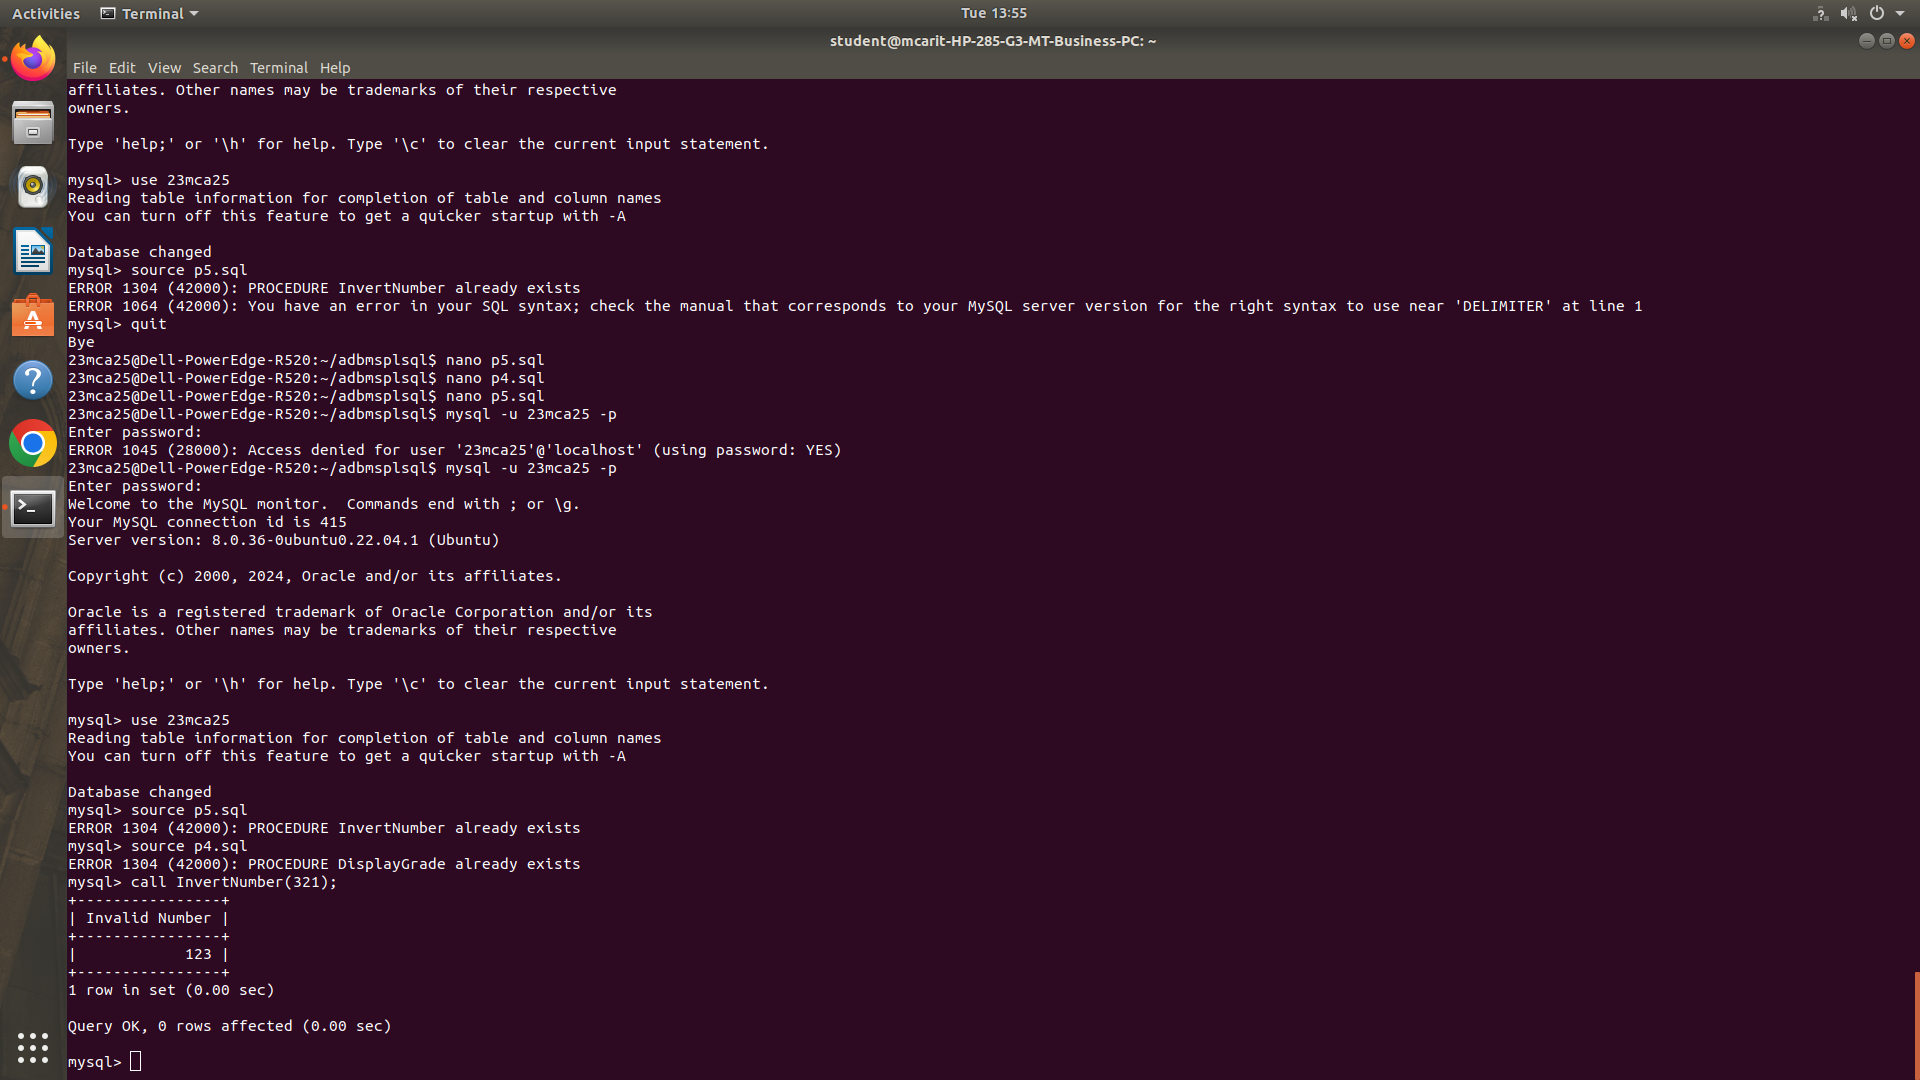 Activities Terminal Tue 13:55
student@mcarit-HP-285-G3-MT-Business-PC: ~
File Edit View Search Terminal Help
affiliates. Other names may be trademarks of their respective
owners.
Type 'help;' or '\h' for help. Type '\c' to clear the current input statement.
mysql> use 23mca25
Reading table information for completion of table and column names
You can turn off this feature to get a quicker startup with -A
Database changed
mysql> source p5.sql
ERROR 1304 (42000): PROCEDURE InvertNumber already exists
ERROR 1064 (42000): You have an error in your SQL syntax; check the manual that corresponds to your MySQL server version for the right syntax to use near 'DELIMITER' at line 1
mysql> quit
Bye
23mca25@Dell-PowerEdge-R520:~/adbmsplsql$ nano p5.sql
23mca25@Dell-PowerEdge-R520:~/adbmsplsql$ nano p4.sql
23mca25@Dell-PowerEdge-R520:~/adbmsplsql$ nano p5.sql
23mca25@Dell-PowerEdge-R520:~/adbmsplsql$ mysql -u 23mca25 -p
Enter password:
ERROR 1045 (28000): Access denied for user '23mca25'@'localhost' (using password: YES)
23mca25@Dell-PowerEdge-R520:~/adbmsplsql$ mysql -u 23mca25 -p
Enter password:
Welcome to the MySQL monitor.  Commands end with ; or \g.
Your MySQL connection id is 415
Server version: 8.0.36-0ubuntu0.22.04.1 (Ubuntu)
Copyright (c) 2000, 2024, Oracle and/or its affiliates.
Oracle is a registered trademark of Oracle Corporation and/or its
affiliates. Other names may be trademarks of their respective
owners.
Type 'help;' or '\h' for help. Type '\c' to clear the current input statement.
mysql> use 23mca25
Reading table information for completion of table and column names
You can turn off this feature to get a quicker startup with -A
Database changed
mysql> source p5.sql
ERROR 1304 (42000): PROCEDURE InvertNumber already exists
mysql> source p4.sql
ERROR 1304 (42000): PROCEDURE DisplayGrade already exists
mysql> call InvertNumber(321);
+----------------+
| Invalid Number |
+----------------+
|            123 |
+----------------+
1 row in set (0.00 sec)
Query OK, 0 rows affected (0.00 sec)
mysql>